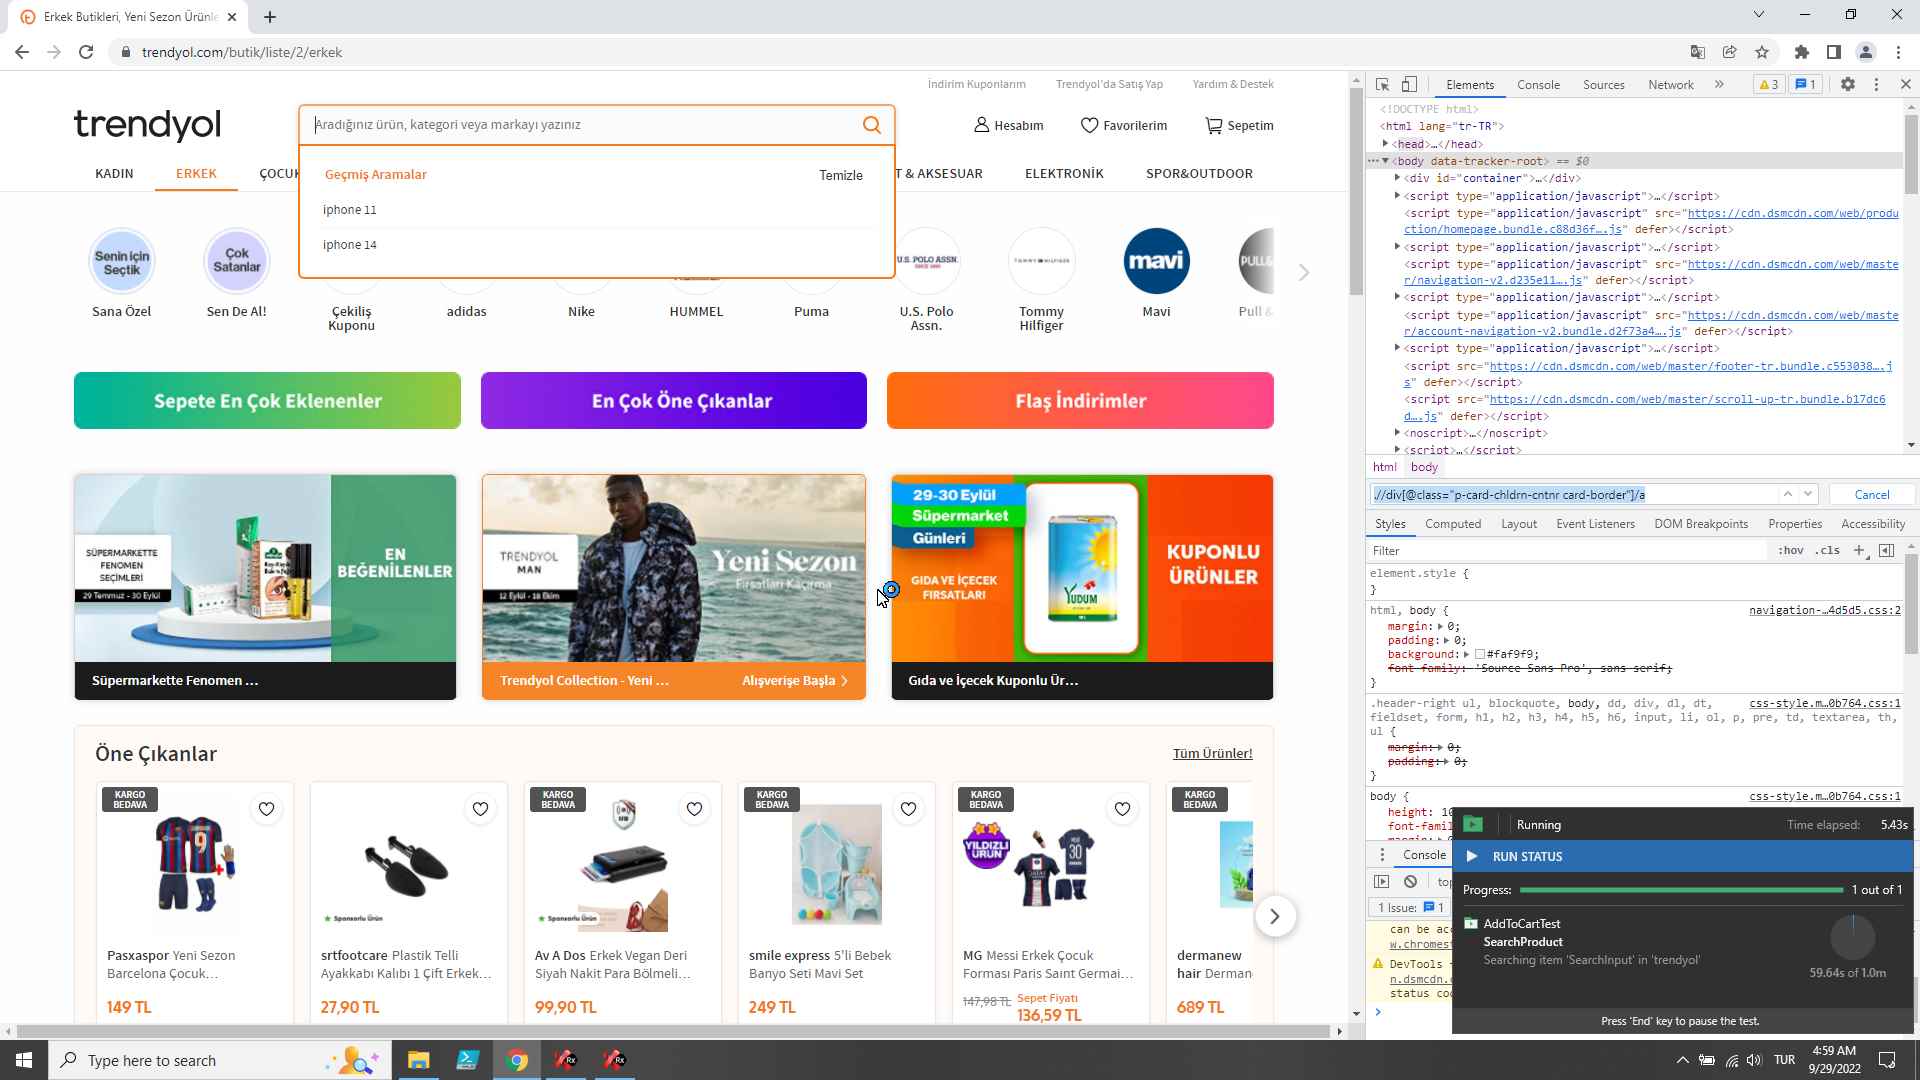 Erkek Butikleri, Yeni Sezon Ürünle
trendyol.com/butik/liste/2/erkek
İndirim Kuponlarım
Trendyol'da Satış Yap
Yardım & Destek
trendyol
Aradığınız ürün, kategori veya markayı yazınız
Hesabım
Favorilerim
Sepetim
KADIN
ERKEK
ÇOCUK
T & AKSESUAR
ELEKTRONİK
SPOR&OUTDOOR
Geçmiş Aramalar
Temizle
iphone 11
iphone 14
Senin için
Seçtik
Çok
Satanlar
U.S. POLO ASSN.
TOMMY HILFIGER
mavi
PULL&
Sana Özel
Sen De Al!
Çekiliş
Kuponu
adidas
Nike
HUMMEL
Puma
U.S. Polo
Assn.
Tommy
Hilfiger
Mavi
Pull &
Sepete En Çok Eklenenler
En Çok Öne Çıkanlar
Flaş İndirimler
SÜPERMARKETTE
FENOMEN
SEÇİMLERİ
29 Temmuz - 30 Eylül
EN
BEĞENİLENLER
Süpermarkette Fenomen ...
TRENDYOL
MAN
12 Eylül - 18 Ekim
Yeni Sezon
Fırsatları Kaçırma
Trendyol Collection - Yeni ...
Alışverişe Başla
29-30 Eylül
Süpermarket
Günleri
GIDA VE İÇECEK
FIRSATLARI
YUDUM
KUPONLU
ÜRÜNLER
Gıda ve İçecek Kuponlu Ür...
Öne Çıkanlar
Tüm Ürünler!
KARGO
BEDAVA
Pasxaspor Yeni Sezon
Barcelona Çocuk...
149 TL
Sponsorlu Ürün
srtfootcare Plastik Telli
Ayakkabı Kalıbı 1 Çift Erkek...
27,90 TL
KARGO
BEDAVA
Sponsorlu Ürün
Av A Dos Erkek Vegan Deri
Siyah Nakit Para Bölmeli...
99,90 TL
KARGO
BEDAVA
smile express 5'li Bebek
Banyo Seti Mavi Set
249 TL
KARGO
BEDAVA
YILDIZLI
ÜRÜN
30
MG Messi Erkek Çocuk
Forması Paris Saint Germai...
147,98 TL
Sepet Fiyatı
136,59 TL
KARGO
BEDAVA
dermanew
hair Derman
689 TL
Elements
Console
Sources
Network
3
1
<!DOCTYPE html>
<html lang="tr-TR">
<head>…</head>
<body data-tracker-root> == $0
<div id="container">…</div>
<script type="application/javascript">…</script>
<script type="application/javascript" src="https://cdn.dsmcdn.com/web/produ
ction/homepage.bundle.c88d36f….js" defer></script>
<script type="application/javascript">…</script>
<script type="application/javascript" src="https://cdn.dsmcdn.com/web/maste
r/navigation-v2.d235e11….js" defer></script>
<script type="application/javascript">…</script>
<script type="application/javascript" src="https://cdn.dsmcdn.com/web/maste
r/account-navigation-v2.bundle.d2f73a4….js" defer></script>
<script type="application/javascript">…</script>
<script src="https://cdn.dsmcdn.com/web/master/footer-tr.bundle.c553038….j
s" defer></script>
<script src="https://cdn.dsmcdn.com/web/master/scroll-up-tr.bundle.b17dc6
d….js" defer></script>
<noscript>…</noscript>
<script>…</script>
html body
.//div[@class="p-card-chldrn-cntnr card-border"]/a
Cancel
Styles
Computed
Layout
Event Listeners
DOM Breakpoints
Properties
Accessibility
Filter
:hov .cls
element.style {
}
html, body {
navigation-…4d5d5.css:2
margin: 0;
padding: 0;
background: #faf9f9;
font-family: 'Source Sans Pro', sans-serif;
}
.header-right ul, blockquote, body, dd, div, dl, dt,
css-style.m…0b764.css:1
fieldset, form, h1, h2, h3, h4, h5, h6, input, li, ol, p, pre, td, textarea, th,
ul {
margin: 0;
padding: 0;
}
body {
css-style.m…0b764.css:1
height: 10
font-famil
Console
top
1 Issue: 1
can be acc
w.chromest
DevTools
n.dsmcdn.c
status coo
Running
Time elapsed: 5.43s
RUN STATUS
Progress:
1 out of 1
AddToCartTest
SearchProduct
Searching item 'SearchInput' in 'trendyol'
59.64s of 1.0m
Press 'End' key to pause the test.
Type here to search
TUR
4:59 AM
9/29/2022